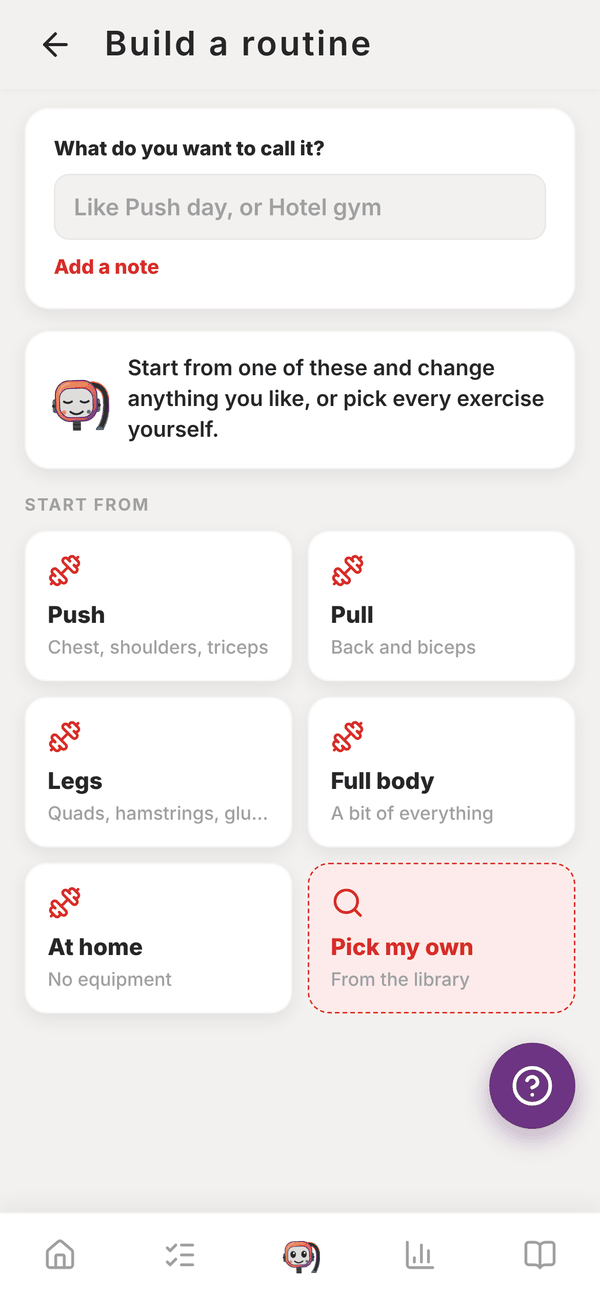 Build a routine
What do you want to call it?
Like Push day, or Hotel gym
Add a note
Start from one of these and change
anything you like, or pick every exercise
yourself.
START FROM
Push
Chest, shoulders, triceps
Pull
Back and biceps
Legs
Quads, hamstrings, glu...
Full body
A bit of everything
At home
No equipment
Pick my own
From the library